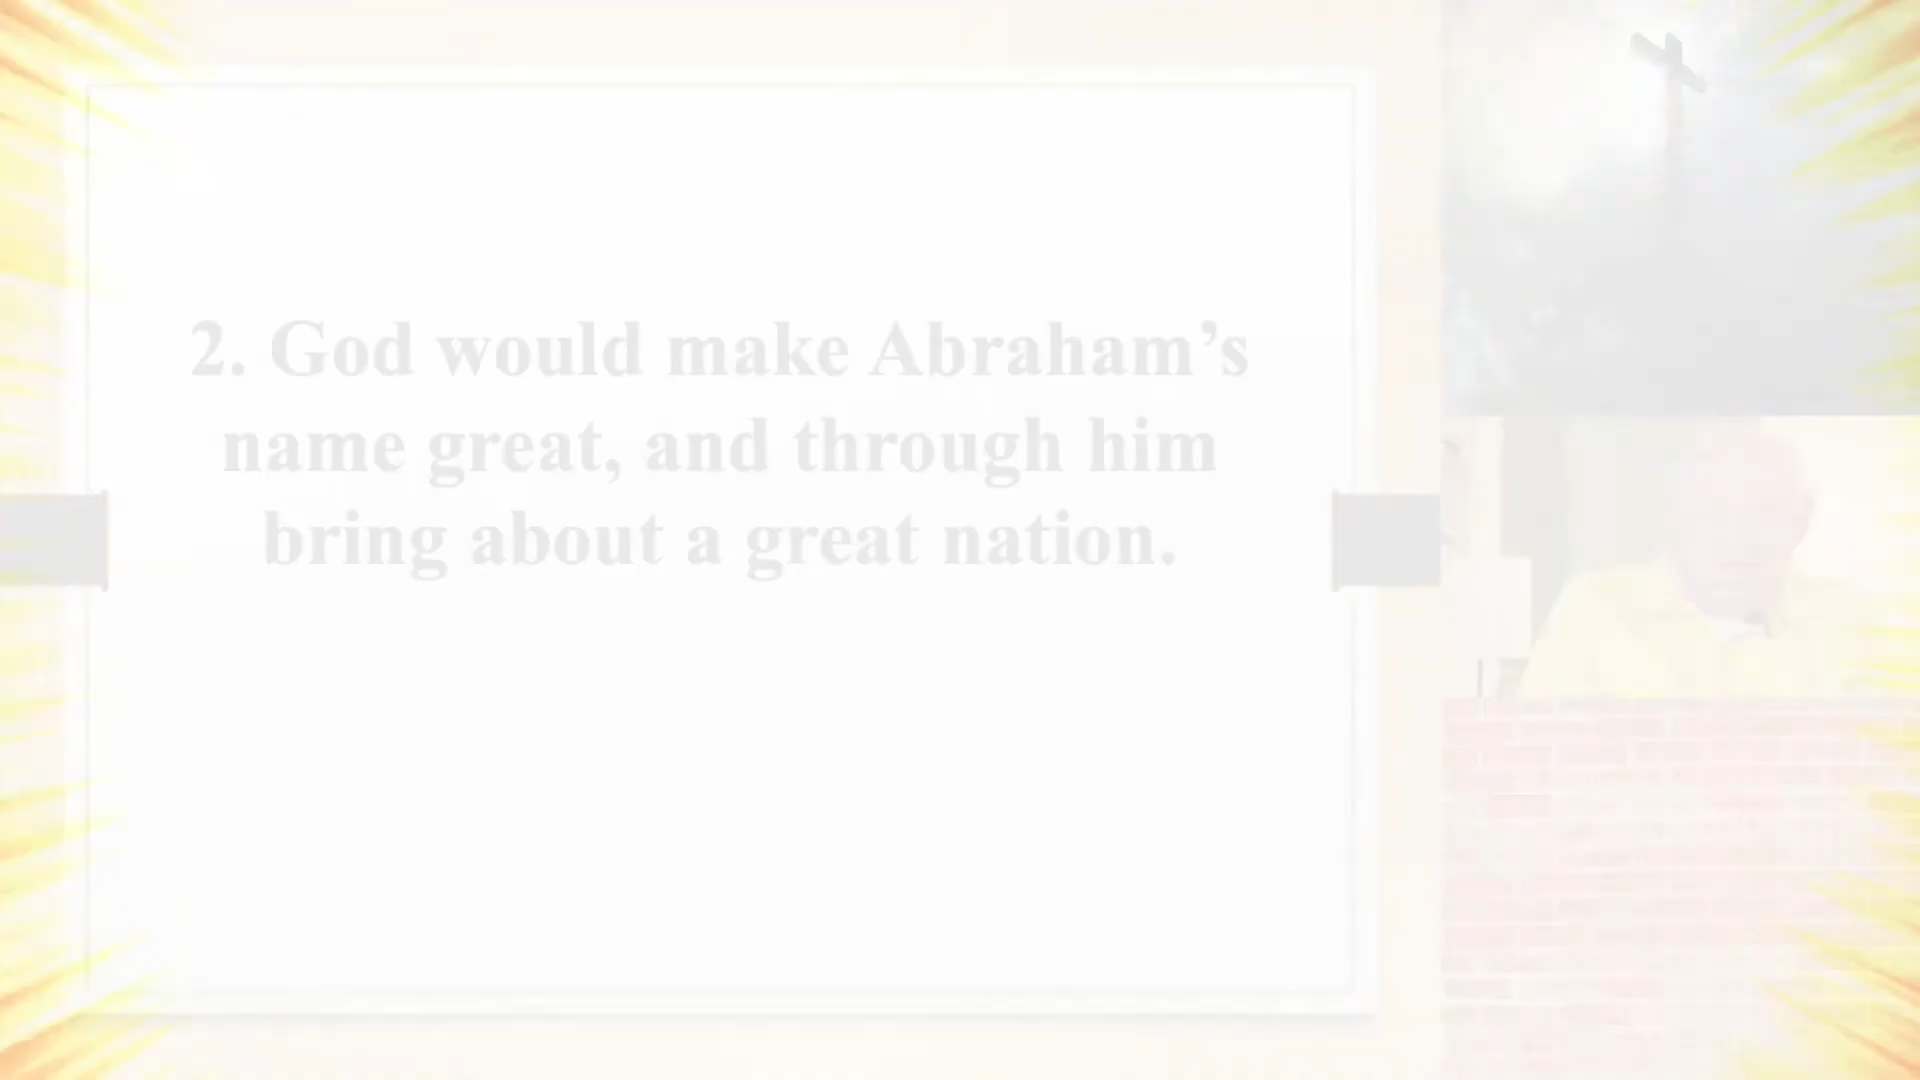 2. God would make Abraham’s
name great, and through him
bring about a great nation.